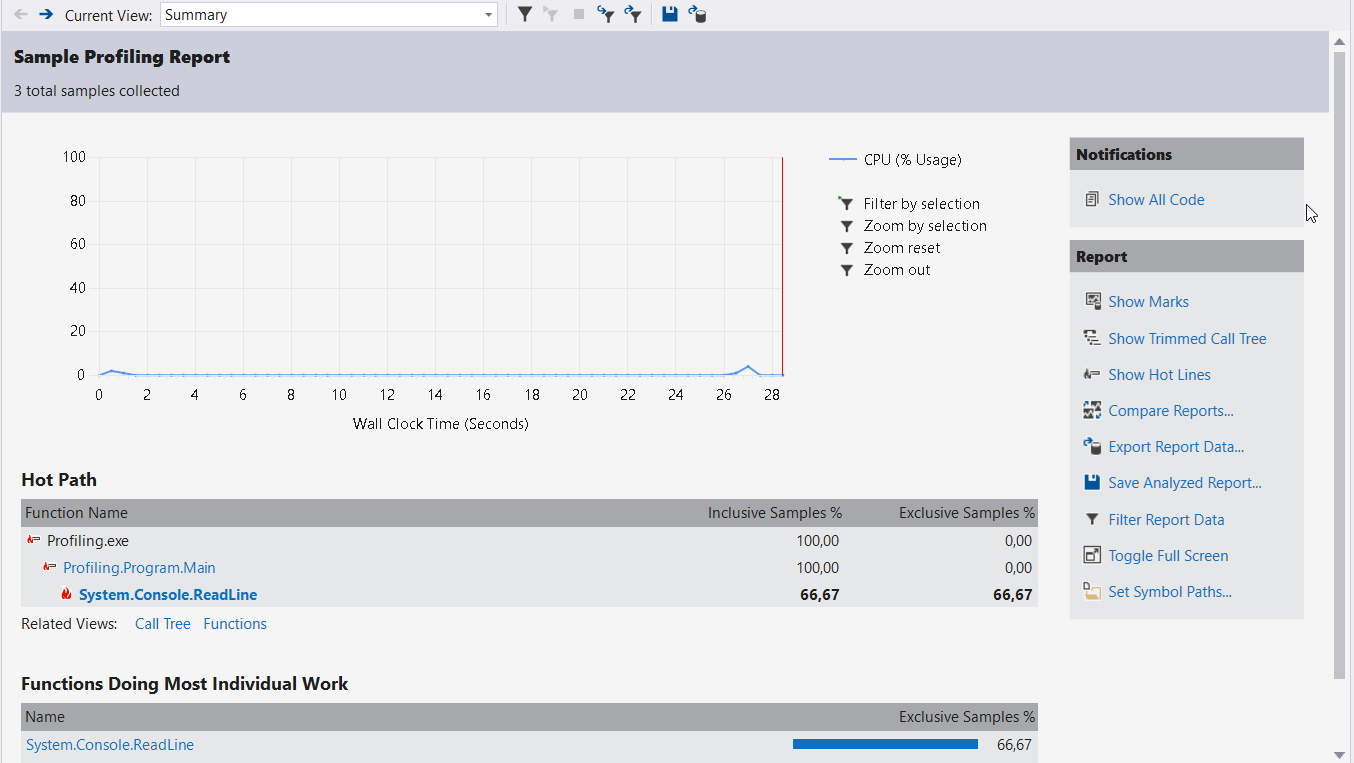 Current View: Summary
Sample Profiling Report
3 total samples collected
100
80
60
40
20
0
0 2 4 6 8 10 12 14 16 18 20 22 24 26 28
Wall Clock Time (Seconds)
CPU (% Usage)
Filter by selection
Zoom by selection
Zoom reset
Zoom out
Notifications
Show All Code
Report
Show Marks
Show Trimmed Call Tree
Show Hot Lines
Compare Reports...
Export Report Data...
Save Analyzed Report...
Filter Report Data
Toggle Full Screen
Set Symbol Paths...
Hot Path
Function Name Inclusive Samples % Exclusive Samples %
Profiling.exe 100,00 0,00
Profiling.Program.Main 100,00 0,00
System.Console.ReadLine 66,67 66,67
Related Views: Call Tree Functions
Functions Doing Most Individual Work
Name Exclusive Samples %
System.Console.ReadLine 66,67